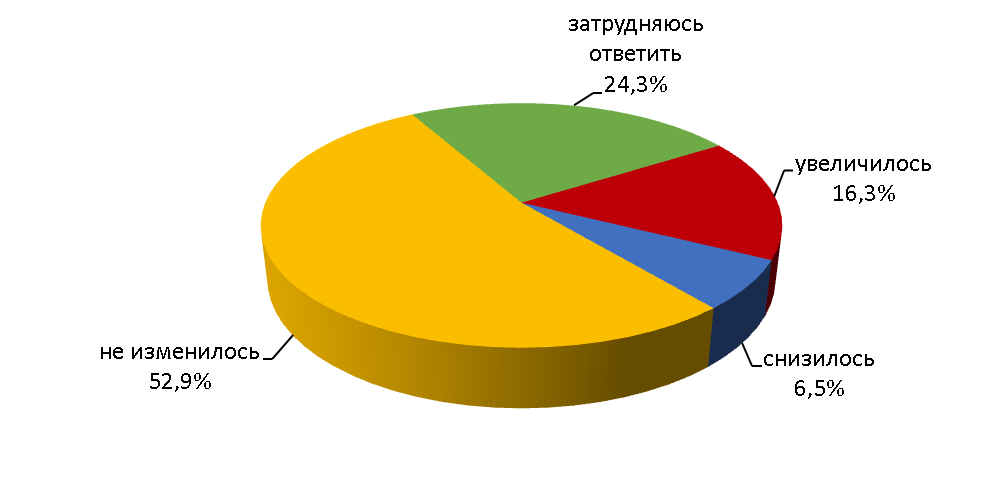 затрудняюсь
ответить
24,3%
увеличилось
16,3%
не изменилось
52,9%
снизилось
6,5%